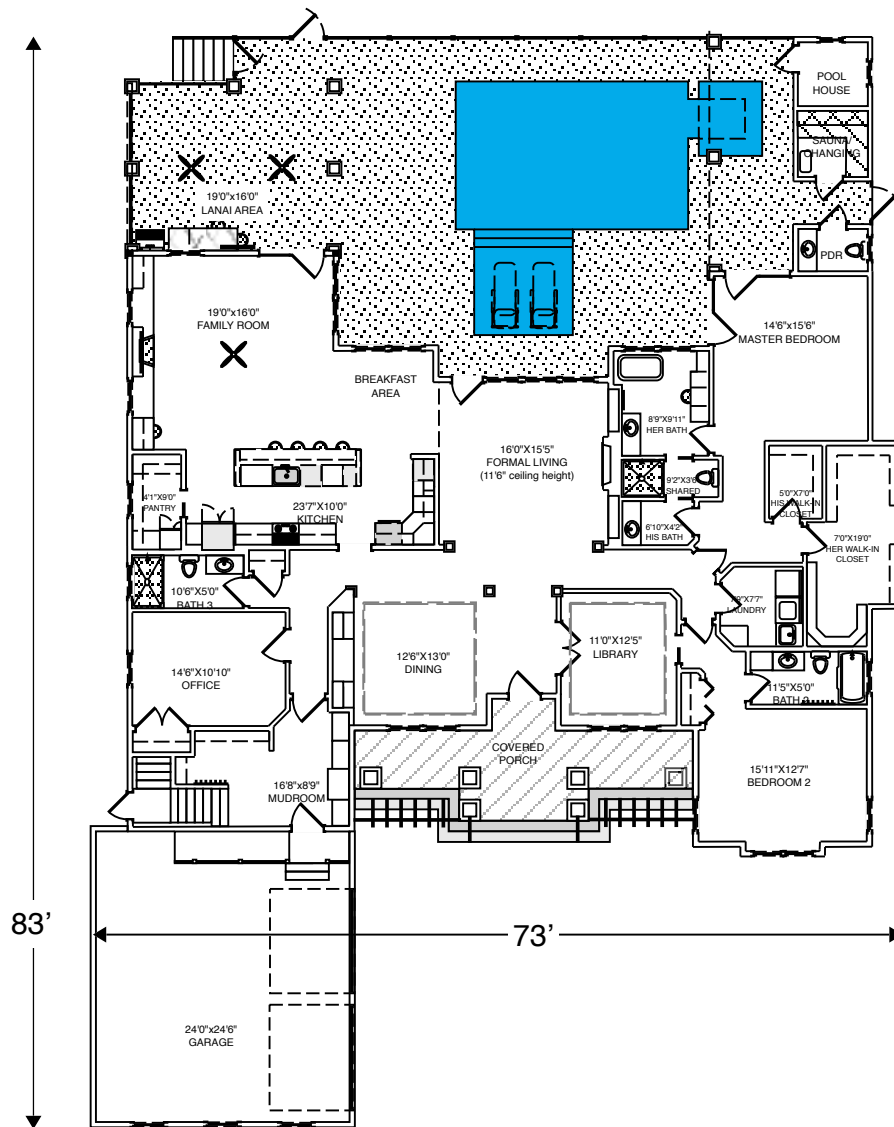 POOL
HOUSE
SAUNA/
CHANGING
19'0"x16'0"
LANAI AREA
PDR
19'0"x16'0"
FAMILY ROOM
14'6"X15'6"
MASTER BEDROOM
BREAKFAST
AREA
8'9"X9'11"
HER BATH
16'0"X15'5"
FORMAL LIVING
(11'6" ceiling height)
9'2"X3'6"
SHARED
5'0"X7'0"
HIS WALK-IN
CLOSET
4'1"X9'0"
PANTRY
23'7"X10'0"
KITCHEN
6'10"X4'2"
HIS BATH
7'0"X19'0"
HER WALK-IN
CLOSET
10'6"X5'0"
BATH 3
LAUNDRY
12'6"X13'0"
DINING
11'0"X12'5"
LIBRARY
14'6"X10'10"
OFFICE
11'5"X5'0"
BATH 2
COVERED
PORCH
16'8"x8'9"
MUDROOM
15'11"X12'7"
BEDROOM 2
83’
73’
24'0"x24'6"
GARAGE